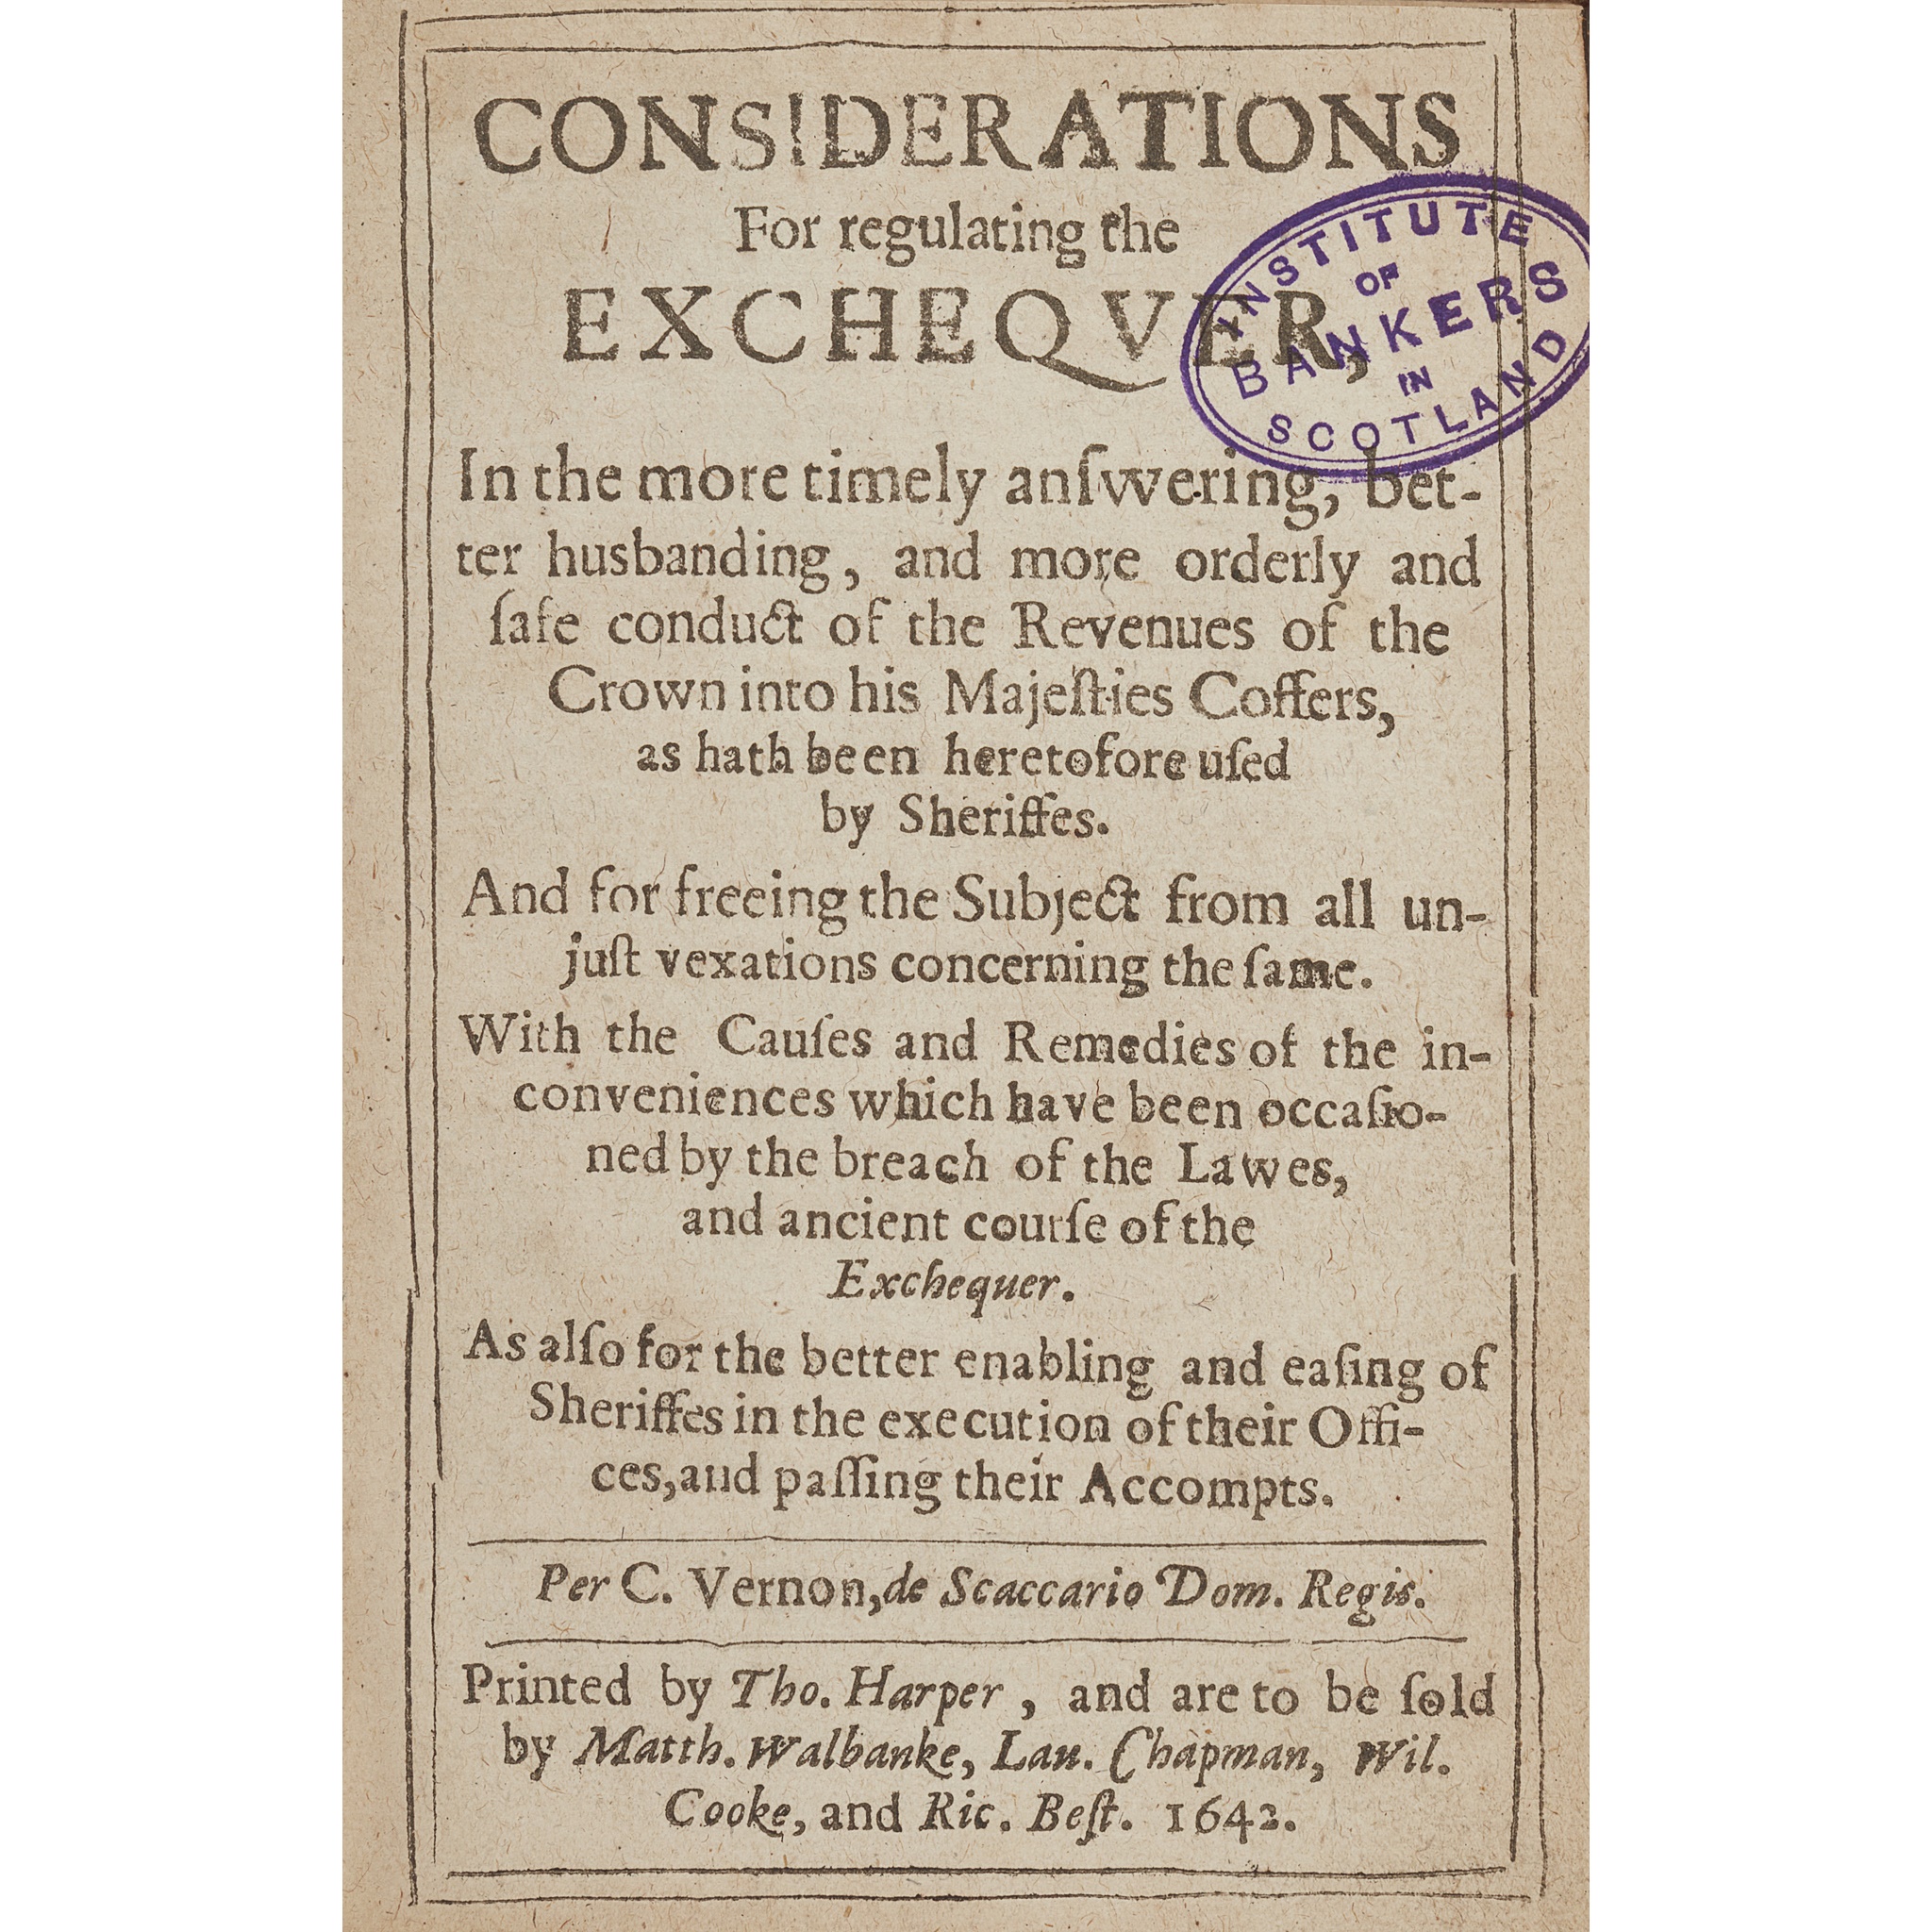 CONSIDERATIONS
For regulating the
EXCHEQVER,
INSTITUTE
OF
BANKERS
IN
SCOTLAND
In the more timely anſwering, bet-
ter husbanding, and more orderly and
ſafe conduct of the Revenues of the
Crown into his Majeſties Coffers,
as hath been heretofore uſed
by Sheriffes.
And for freeing the Subject from all un-
juſt vexations concerning the ſame.
With the Cauſes and Remedies of the in-
conveniences which have been occaſio-
ned by the breach of the Lawes,
and ancient courſe of the
Exchequer.
As alſo for the better enabling and eaſing of
Sheriffes in the execution of their Offi-
ces,aud paſſing their Accompts.
Per C. Vernon,de Scaccario Dom. Regis.
Printed by Tho. Harper , and are to be ſold
by Matth. Walbanke, Lau. Chapman, Wil.
Cooke, and Ric. Beſt. 1642.